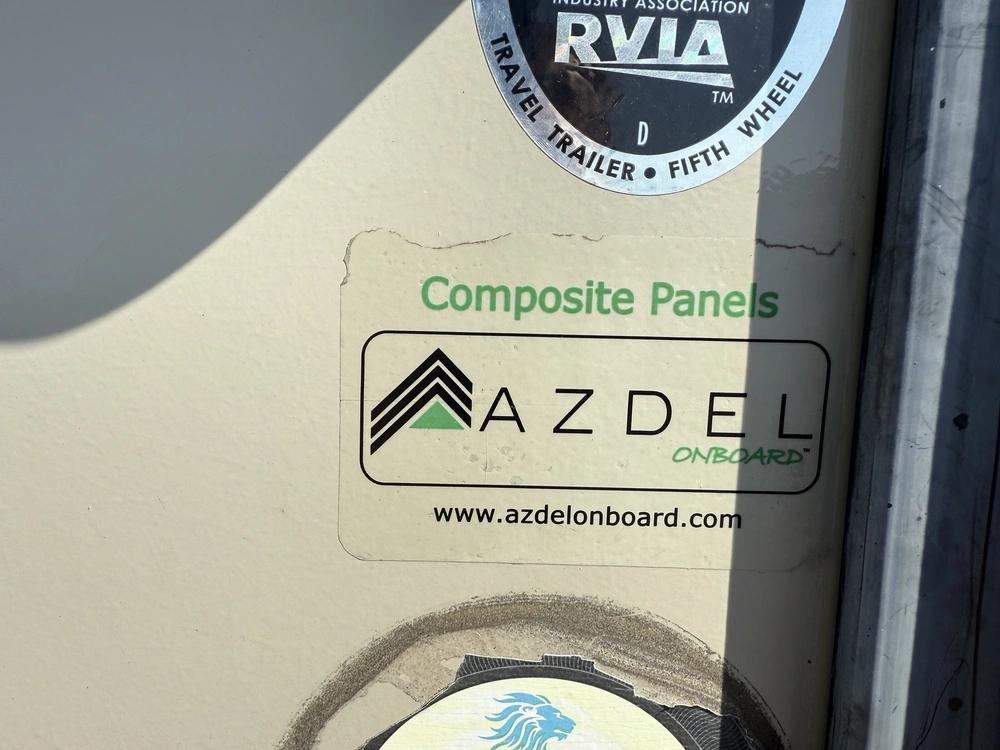 INDUSTRY ASSOCIATION
RVIA
TM
D
TRAVEL TRAILER • FIFTH WHEEL
Composite Panels
AZDEL
ONBOARD™
www.azdelonboard.com